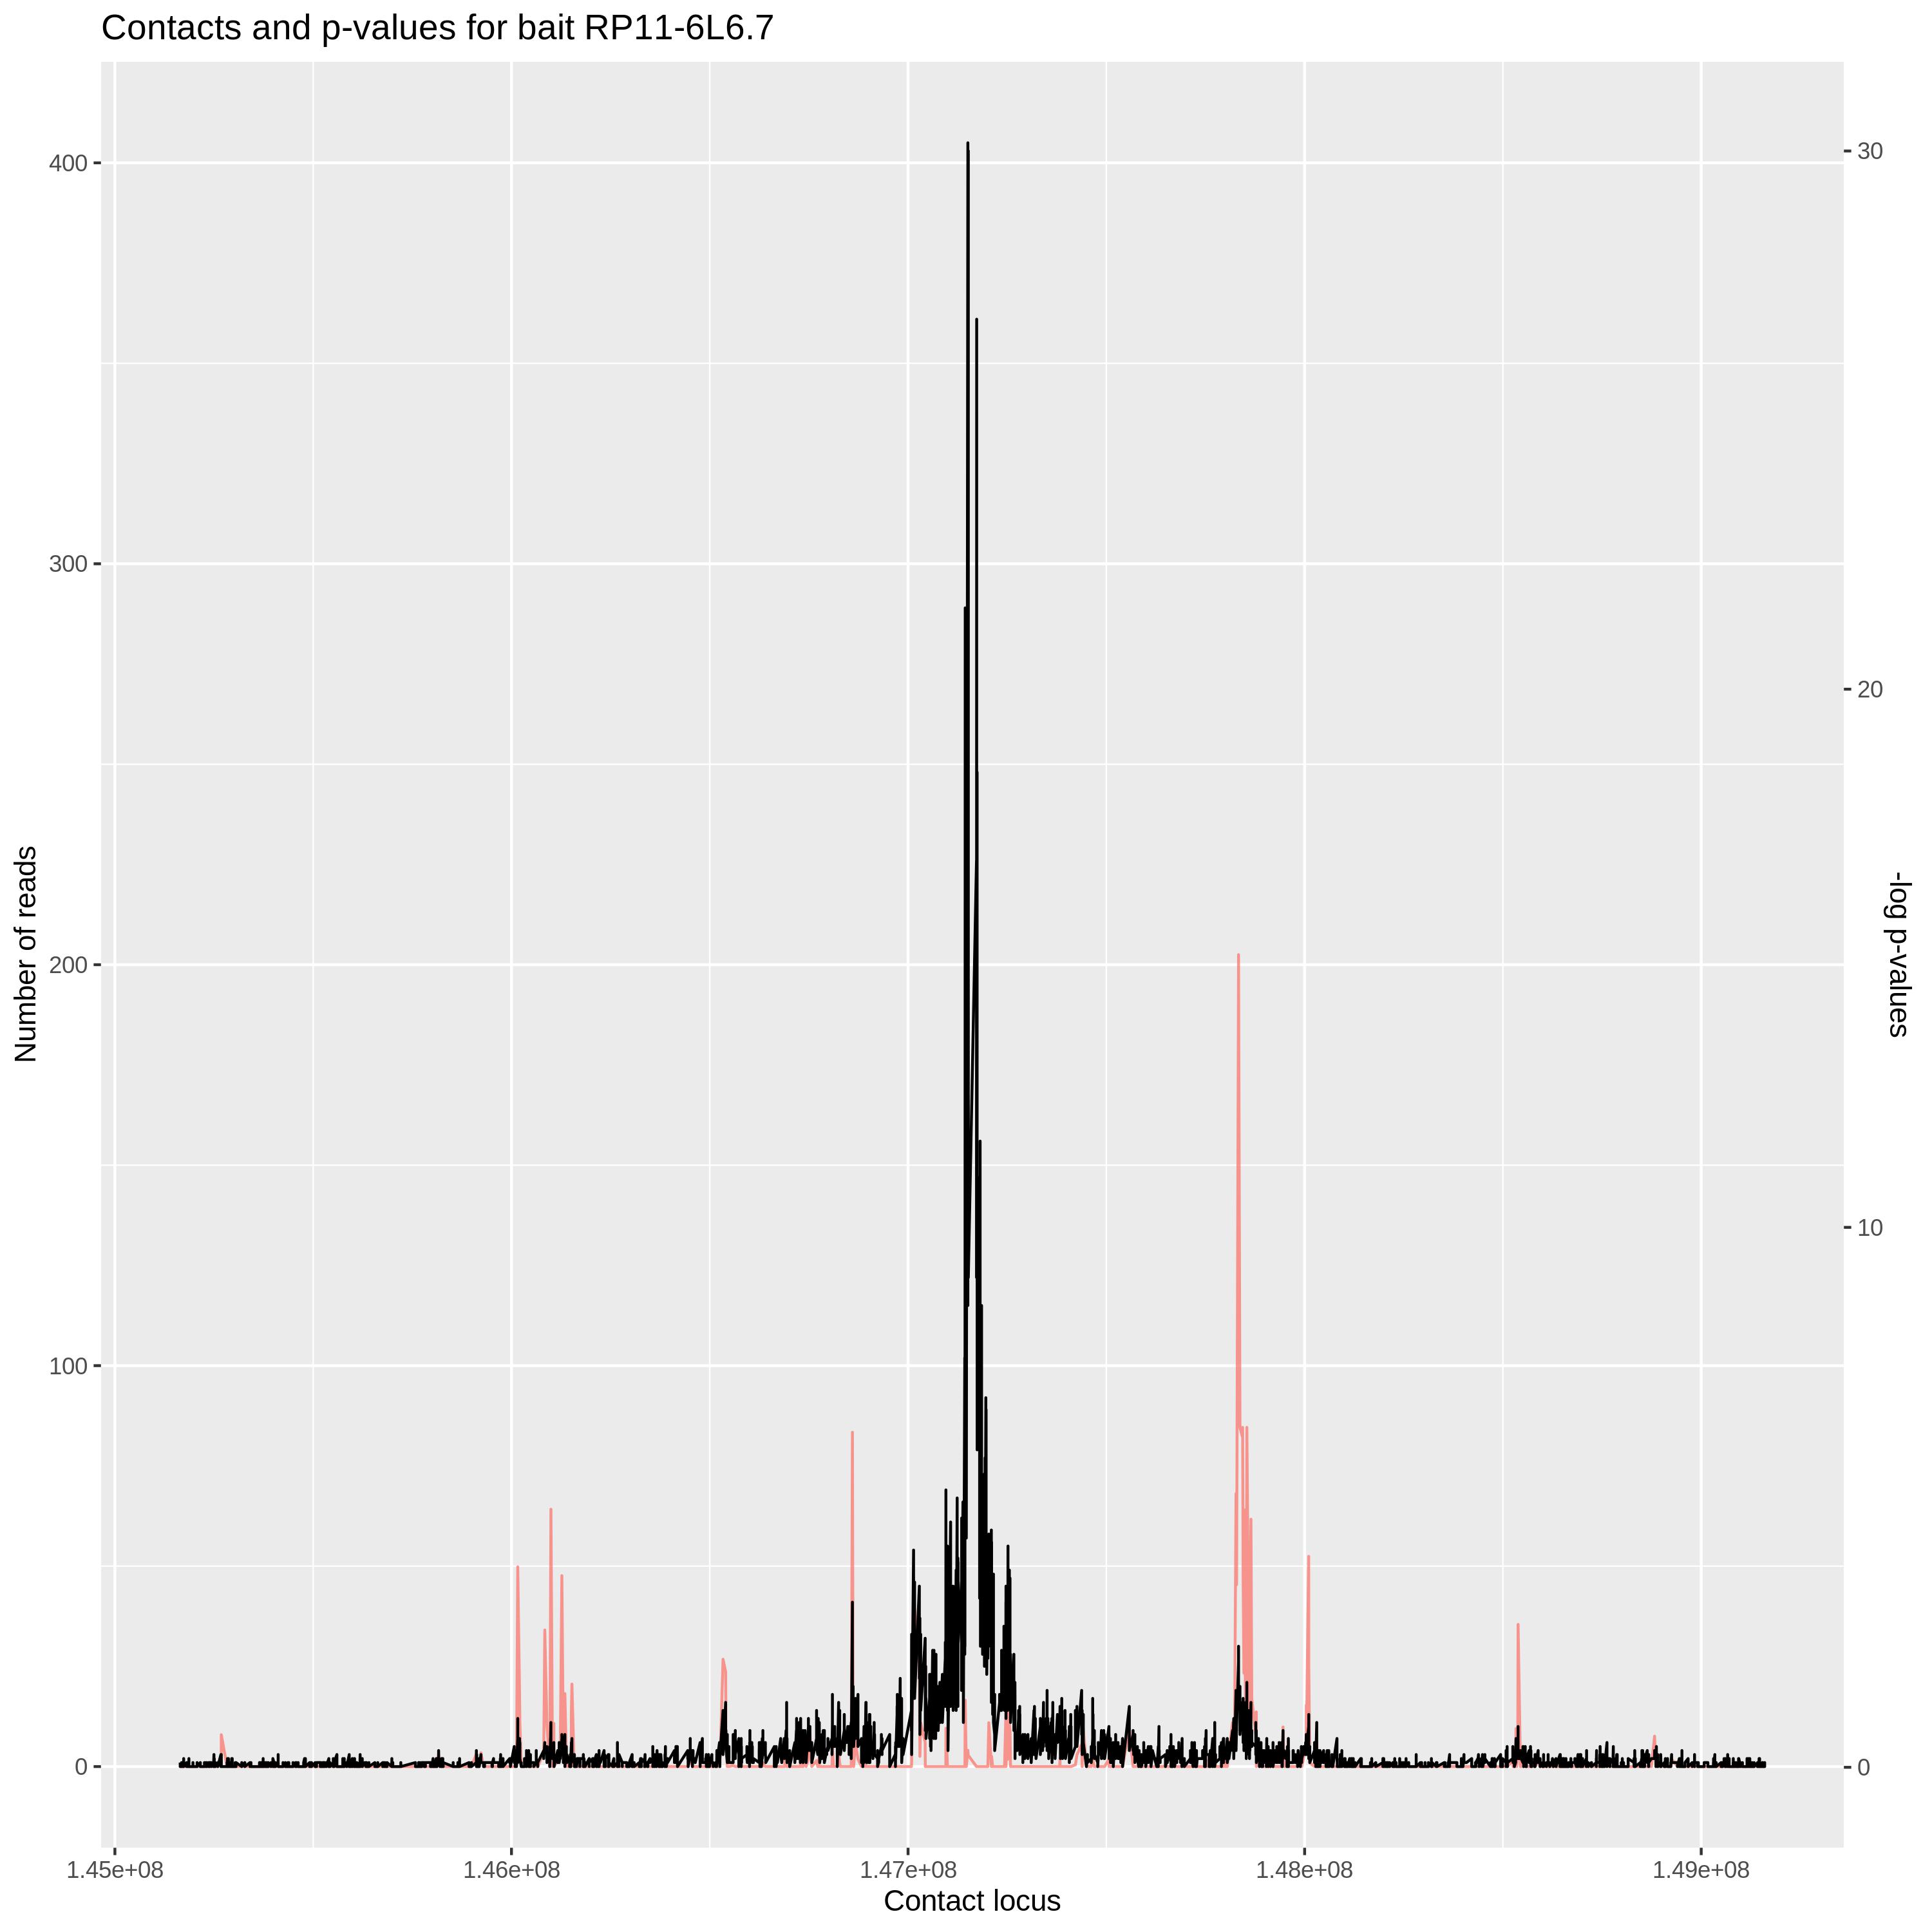 Contacts and p-values for bait RP11-6L6.7
400
300
200
100
0
Number of reads
30
20
10
0
-log p-values
1.45e+08
1.46e+08
1.47e+08
1.48e+08
1.49e+08
Contact locus